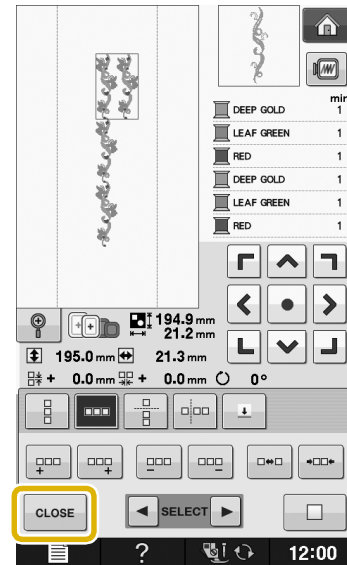 min
DEEP GOLD 1
LEAF GREEN 1
RED 1
DEEP GOLD 1
LEAF GREEN 1
RED 1
194.9 mm
21.2 mm
195.0 mm 21.3 mm
+ 0.0 mm + 0.0 mm 0°
CLOSE SELECT
? 12:00